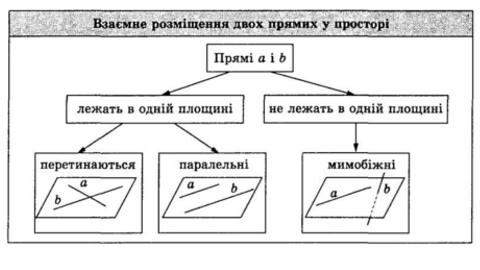 Взаємне розміщення двох прямих у просторі
Прямі a і b
лежать в одній площині
не лежать в одній площині
перетинаються
паралельні
мимобіжні
a
b
a
b
a
b